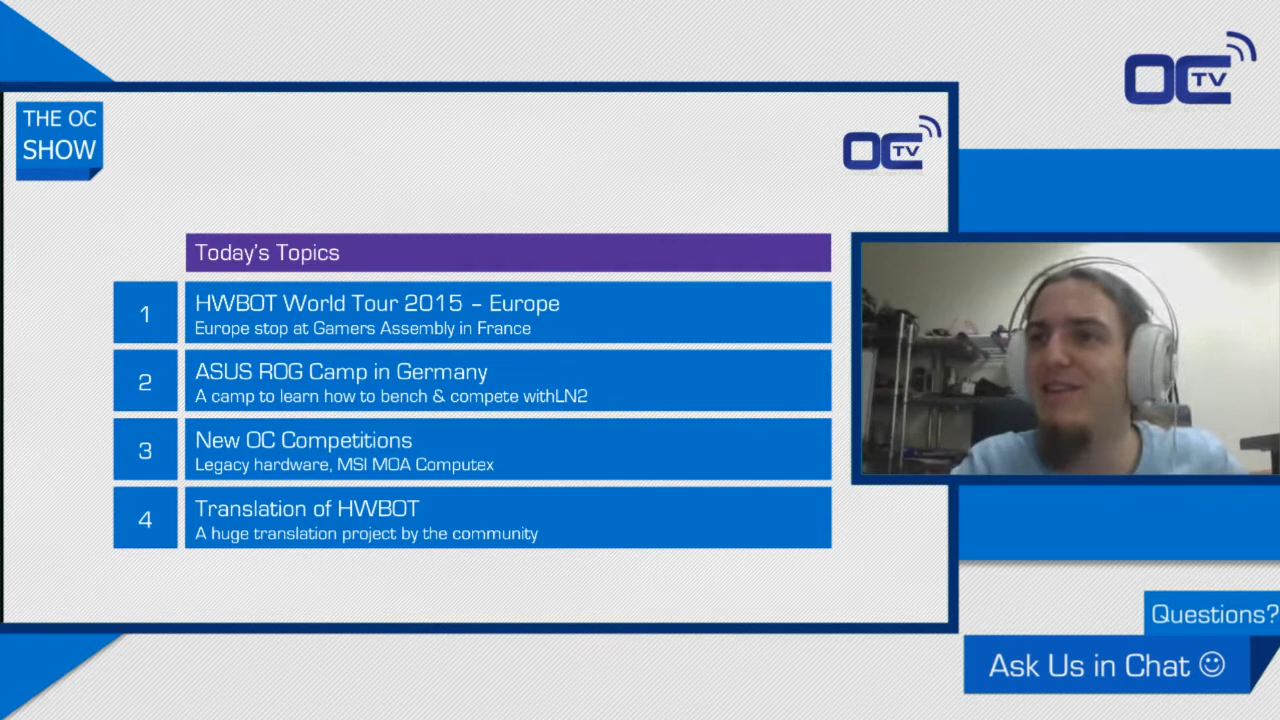 THE OC
SHOW
OC TV
OC TV
Today's Topics
1
HWBOT World Tour 2015 – Europe
Europe stop at Gamers Assembly in France
2
ASUS ROG Camp in Germany
A camp to learn how to bench & compete withLN2
3
New OC Competitions
Legacy hardware, MSI MOA Computex
4
Translation of HWBOT
A huge translation project by the community
Questions?
Ask Us in Chat ☺